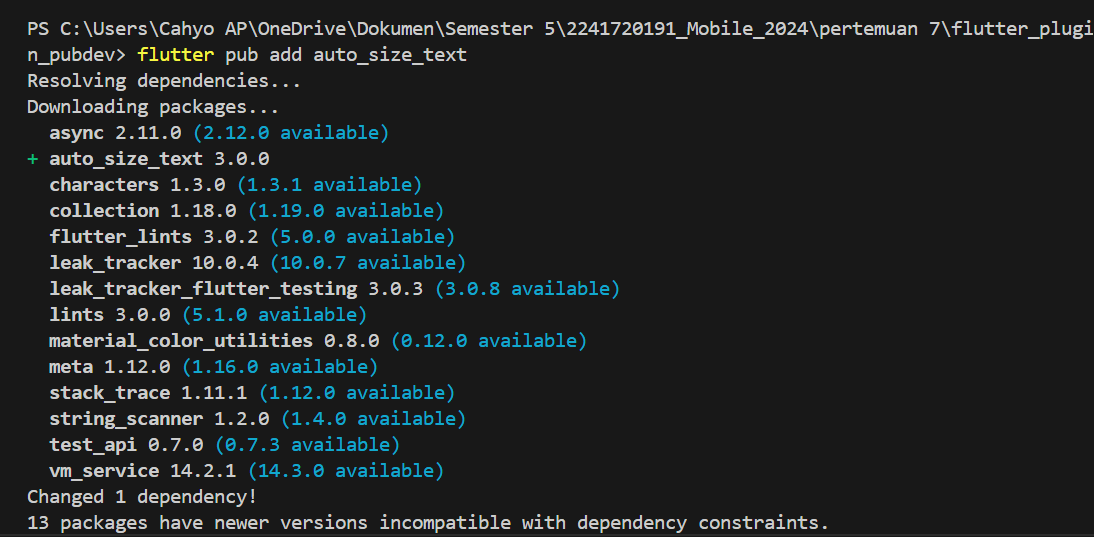 PS C:\Users\Cahyo AP\OneDrive\Dokumen\Semester 5\2241720191_Mobile_2024\pertemuan 7\flutter_plugi
n_pubdev> flutter pub add auto_size_text
Resolving dependencies...
Downloading packages...
  async 2.11.0 (2.12.0 available)
+ auto_size_text 3.0.0
  characters 1.3.0 (1.3.1 available)
  collection 1.18.0 (1.19.0 available)
  flutter_lints 3.0.2 (5.0.0 available)
  leak_tracker 10.0.4 (10.0.7 available)
  leak_tracker_flutter_testing 3.0.3 (3.0.8 available)
  lints 3.0.0 (5.1.0 available)
  material_color_utilities 0.8.0 (0.12.0 available)
  meta 1.12.0 (1.16.0 available)
  stack_trace 1.11.1 (1.12.0 available)
  string_scanner 1.2.0 (1.4.0 available)
  test_api 0.7.0 (0.7.3 available)
  vm_service 14.2.1 (14.3.0 available)
Changed 1 dependency!
13 packages have newer versions incompatible with dependency constraints.